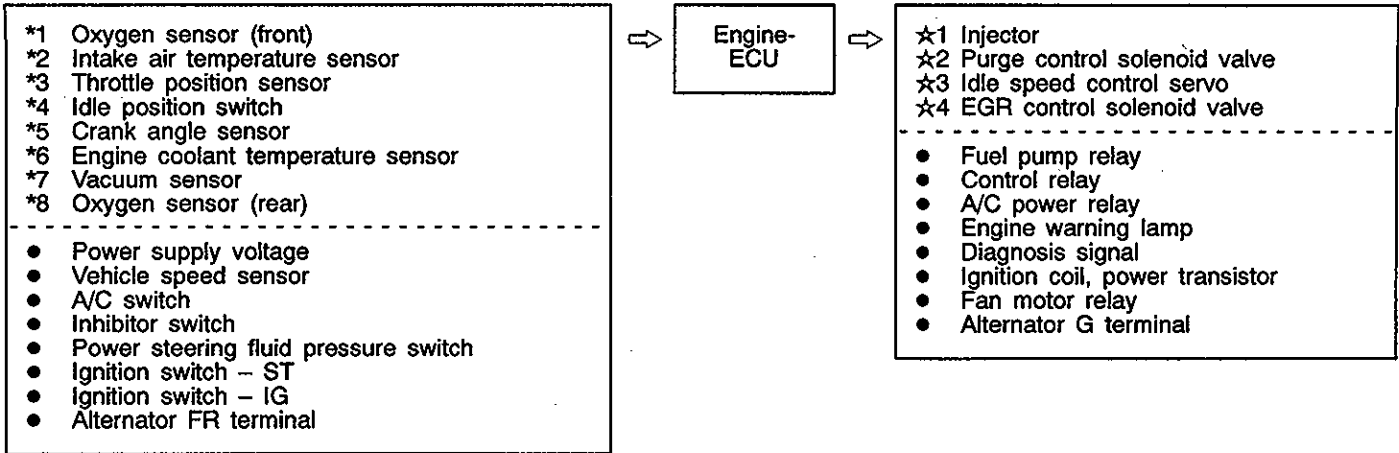 *1 Oxygen sensor (front)
*2 Intake air temperature sensor
*3 Throttle position sensor
*4 Idle position switch
*5 Crank angle sensor
*6 Engine coolant temperature sensor
*7 Vacuum sensor
*8 Oxygen sensor (rear)
● Power supply voltage
● Vehicle speed sensor
● A/C switch
● Inhibitor switch
● Power steering fluid pressure switch
● Ignition switch – ST
● Ignition switch – IG
● Alternator FR terminal
⇨
Engine-
ECU
⇨
☆1 Injector
☆2 Purge control solenoid valve
☆3 Idle speed control servo
☆4 EGR control solenoid valve
● Fuel pump relay
● Control relay
● A/C power relay
● Engine warning lamp
● Diagnosis signal
● Ignition coil, power transistor
● Fan motor relay
● Alternator G terminal